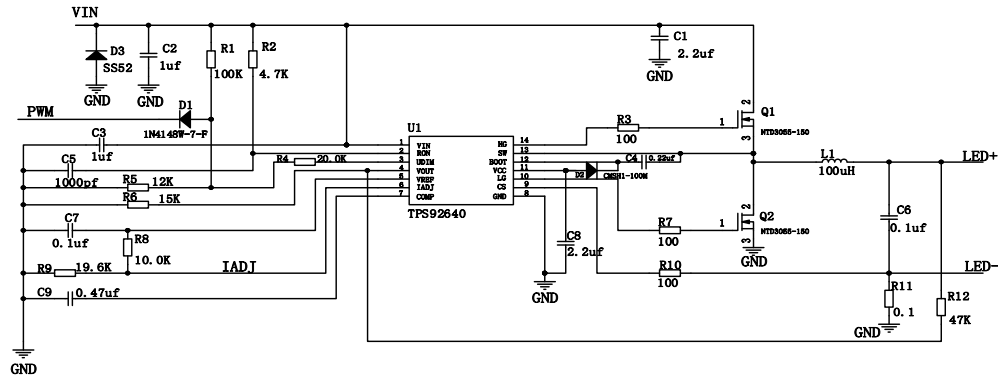 VIN
D3
SS52
C2
1uf
R1
100K
R2
4.7K
C1
2.2uf
GND
GND
GND
PWM
D1
1N4148W-7-F
C3
1uf
U1
R3
100
Q1
NTD3055-150
1
2
3
1 VIN
2 RON
3 UDIM
4 VOUT
5 VREF
6 IADJ
7 COMP
HG 14
SW 13
BOOT 12
VCC 11
LG 10
CS 9
GND 8
TPS92640
C5
1000pf
R4 20.0K
R5 12K
R6 15K
D2
CMSH1-100M
C4 0.22uf
L1
100uH
LED+
C7
0.1uf
R8
10.0K
C8
2.2uf
R7
100
Q2
NTD3055-150
1
2
3
GND
C6
0.1uf
R9 19.6K
IADJ
R10
100
LED-
C9 0.47uf
GND
R11
0.1
R12
47K
GND
GND